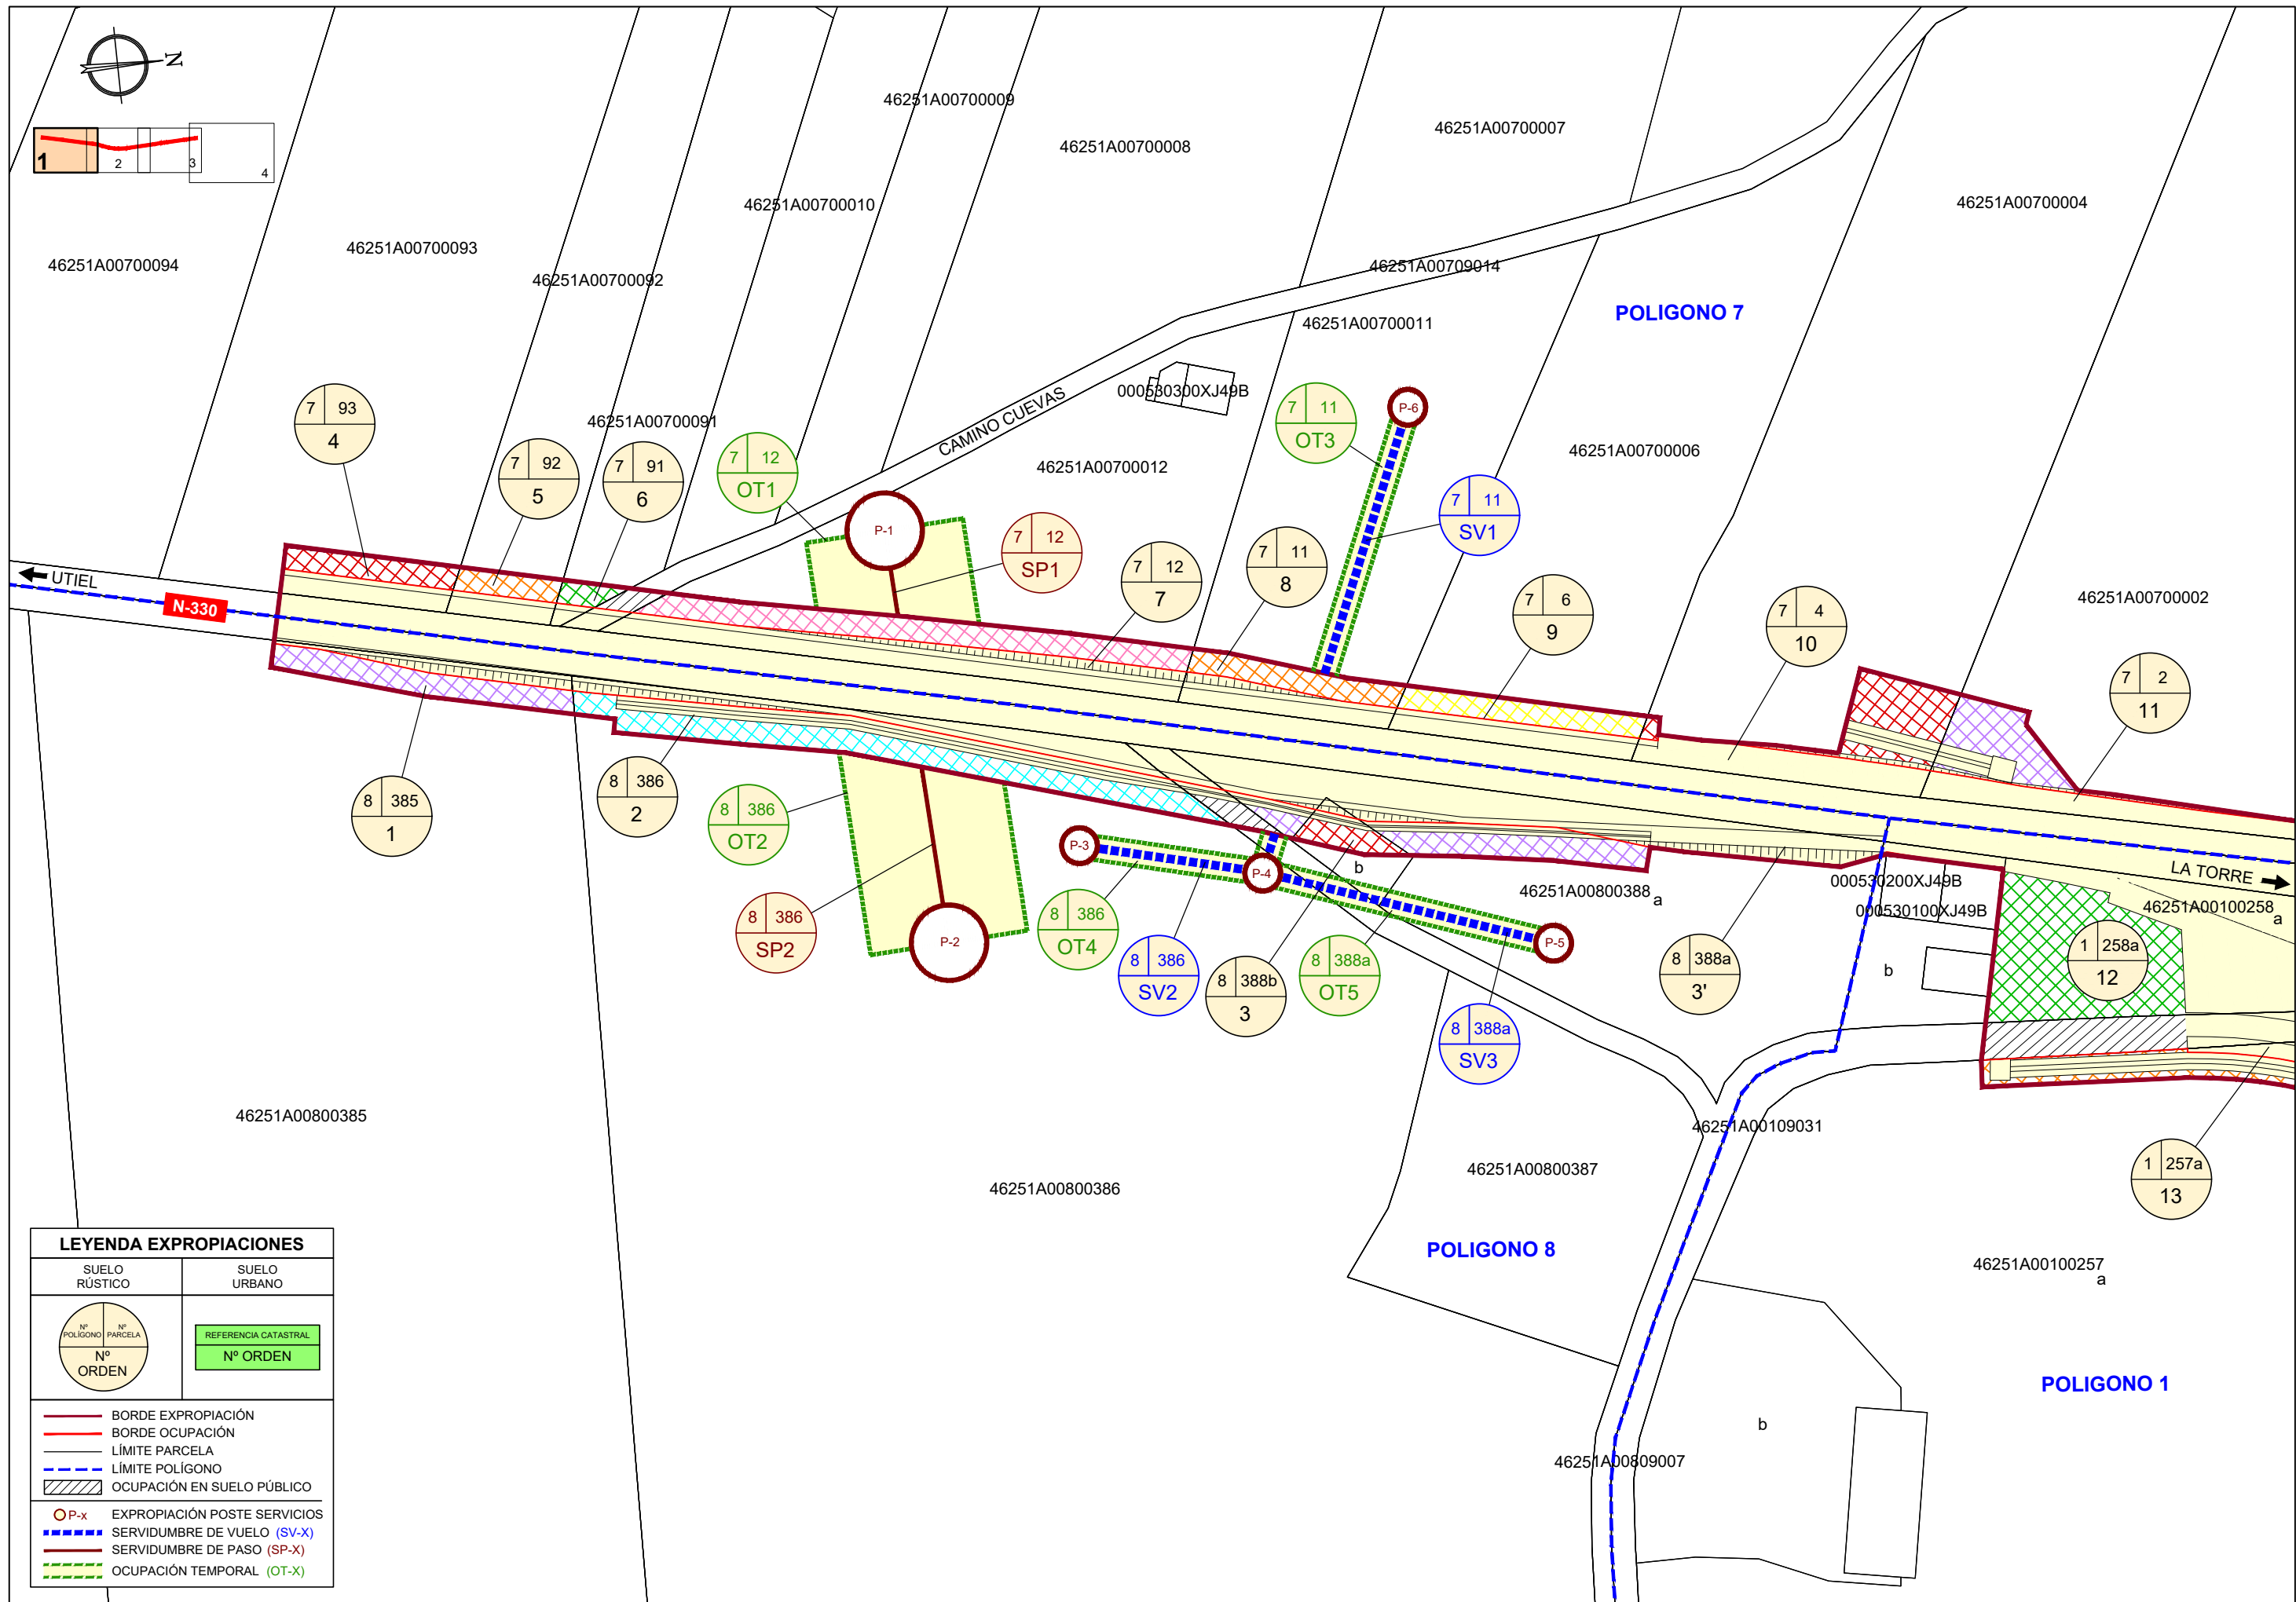 N
1
2
3
4
46251A00700009
46251A00700008
46251A00700007
46251A00700004
46251A00700010
46251A00700093
46251A00700094
46251A00700092
46251A00709014
POLIGONO 7
46251A00700011
000530300XJ49B
CAMINO CUEVAS
46251A00700091
46251A00700012
46251A00700006
46251A00700002
7 93
4
7 92
5
7 91
6
7 12
OT1
P-1
7 12
SP1
7 12
7
7 11
8
7 11
OT3
P-6
7 11
SV1
7 6
9
7 4
10
7 2
11
UTIEL
N-330
8 385
1
8 386
2
8 386
OT2
8 386
SP2
P-2
P-3
P-4
P-5
8 386
OT4
8 386
SV2
8 388b
3
8 388a
OT5
8 388a
SV3
b
46251A00800388
a
8 388a
3'
000530200XJ49B
000530100XJ49B
b
LA TORRE
46251A00100258
a
1 258a
12
1 257a
13
46251A00800385
46251A00800386
46251A00800387
46251A00109031
POLIGONO 8
46251A00100257
a
POLIGONO 1
b
46251A00809007
LEYENDA EXPROPIACIONES
SUELO
RÚSTICO
SUELO
URBANO
Nº
POLÍGONO
Nº
PARCELA
Nº
ORDEN
REFERENCIA CATASTRAL
Nº ORDEN
BORDE EXPROPIACIÓN
BORDE OCUPACIÓN
LÍMITE PARCELA
LÍMITE POLÍGONO
OCUPACIÓN EN SUELO PÚBLICO
P-x EXPROPIACIÓN POSTE SERVICIOS
SERVIDUMBRE DE VUELO (SV-X)
SERVIDUMBRE DE PASO (SP-X)
OCUPACIÓN TEMPORAL (OT-X)